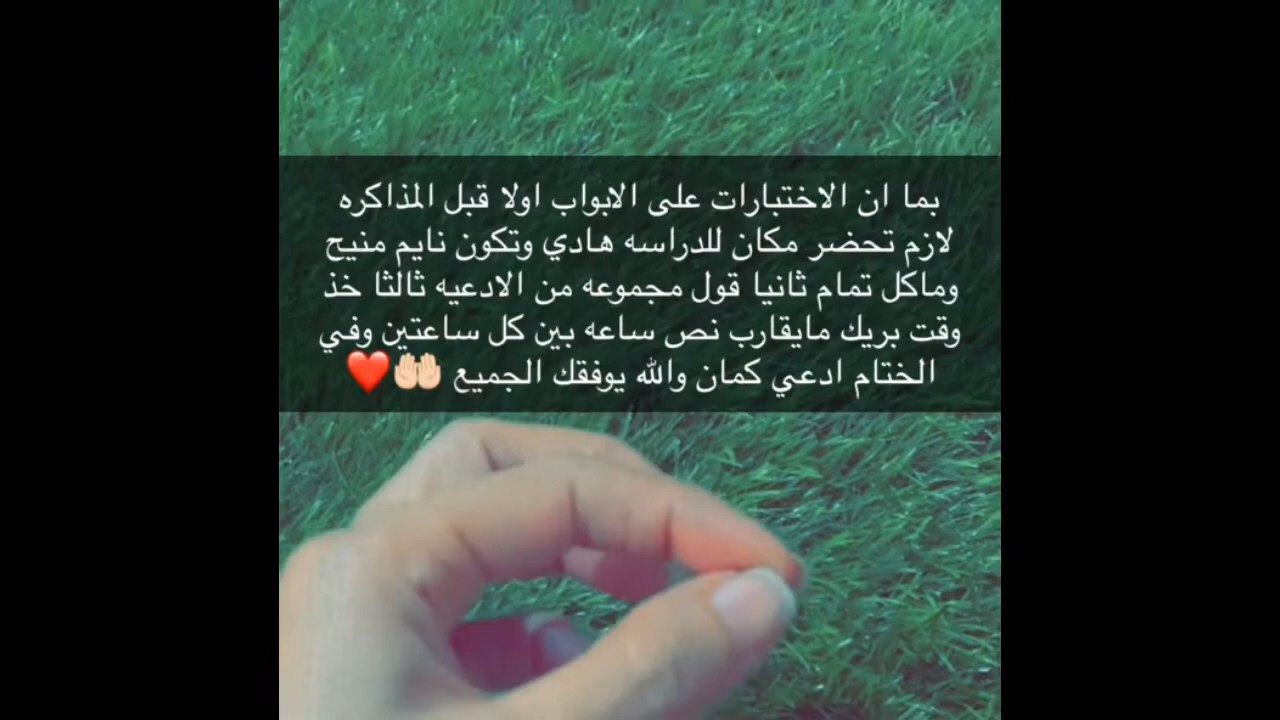 بما ان الاختبارات على الابواب اولا قبل المذاكره
لازم تحضر مكان للدراسه هادي وتكون نايم منيح
وماكل تمام ثانيا قول مجموعه من الادعيه ثالثا خذ
وقت بريك مايقارب نص ساعه بين كل ساعتين وفي
الختام ادعي كمان والله يوفقك الجميع 🤲🏻❤️